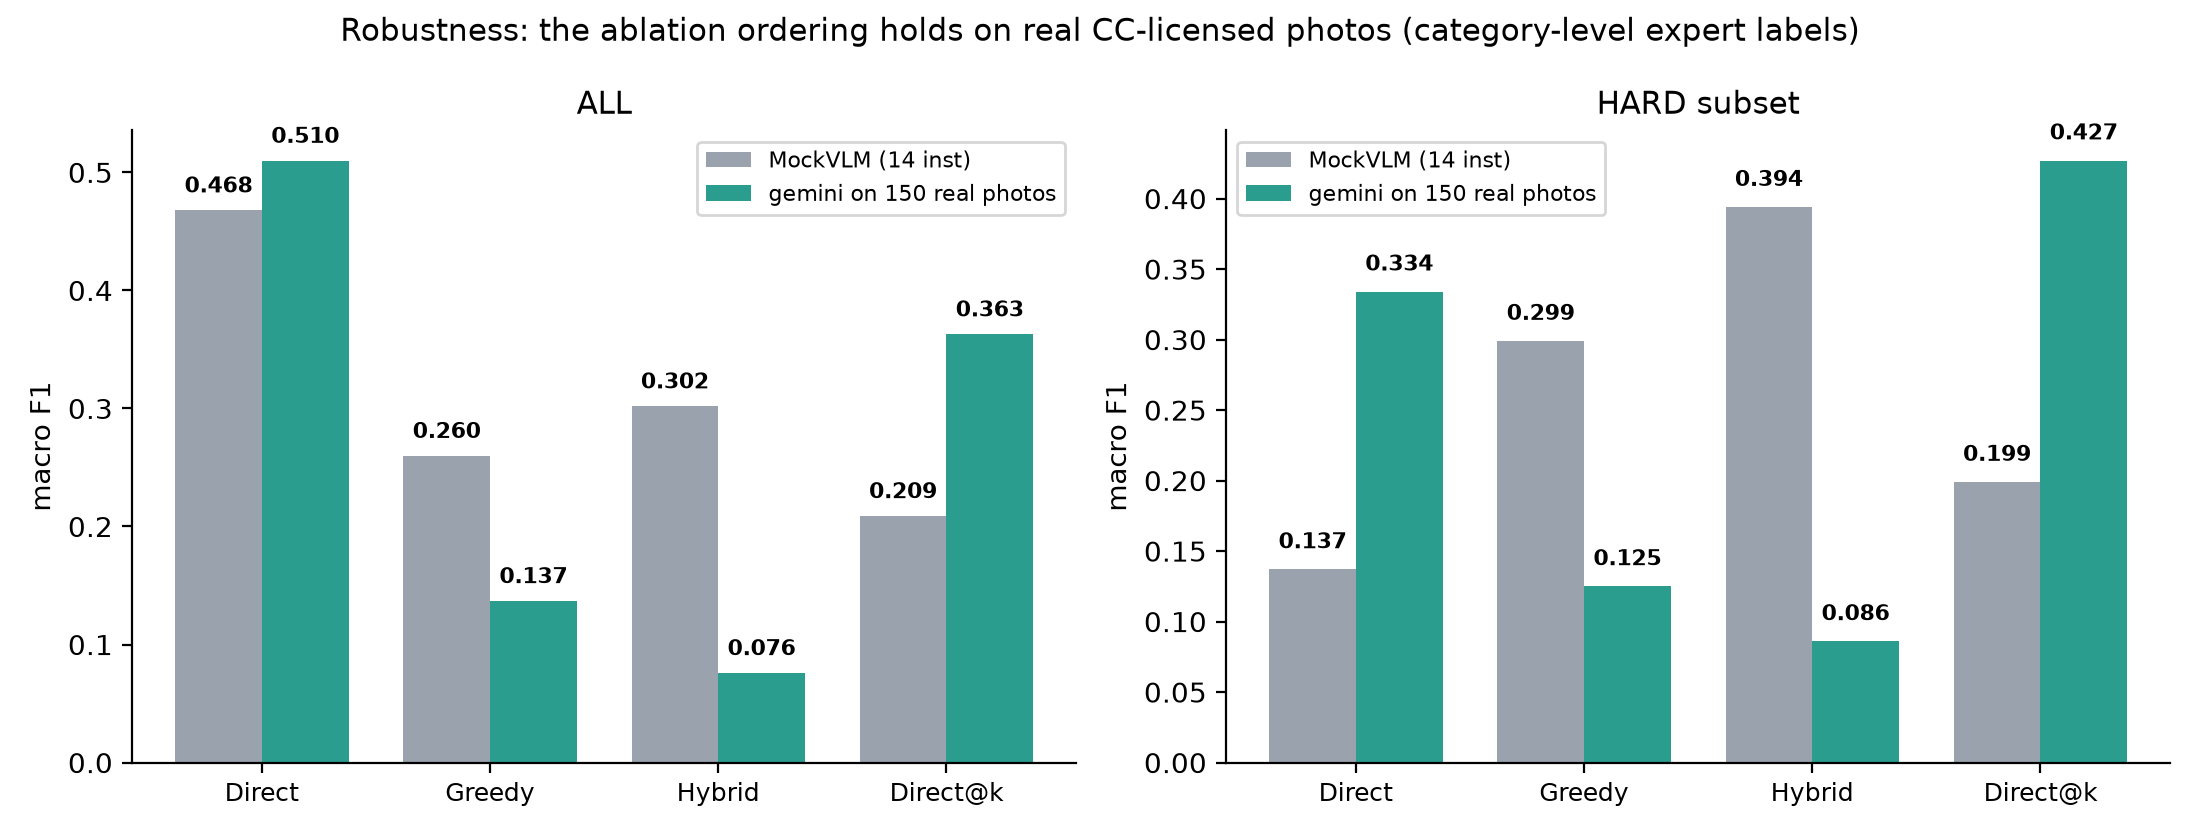 Robustness: the ablation ordering holds on real CC-licensed photos (category-level expert labels)
ALL
macro F1
0.5
0.4
0.3
0.2
0.1
0.0
MockVLM (14 inst)
gemini on 150 real photos
0.468
0.510
0.260
0.137
0.302
0.076
0.209
0.363
Direct
Greedy
Hybrid
Direct@k
HARD subset
macro F1
0.40
0.35
0.30
0.25
0.20
0.15
0.10
0.05
0.00
MockVLM (14 inst)
gemini on 150 real photos
0.137
0.334
0.299
0.125
0.394
0.086
0.199
0.427
Direct
Greedy
Hybrid
Direct@k